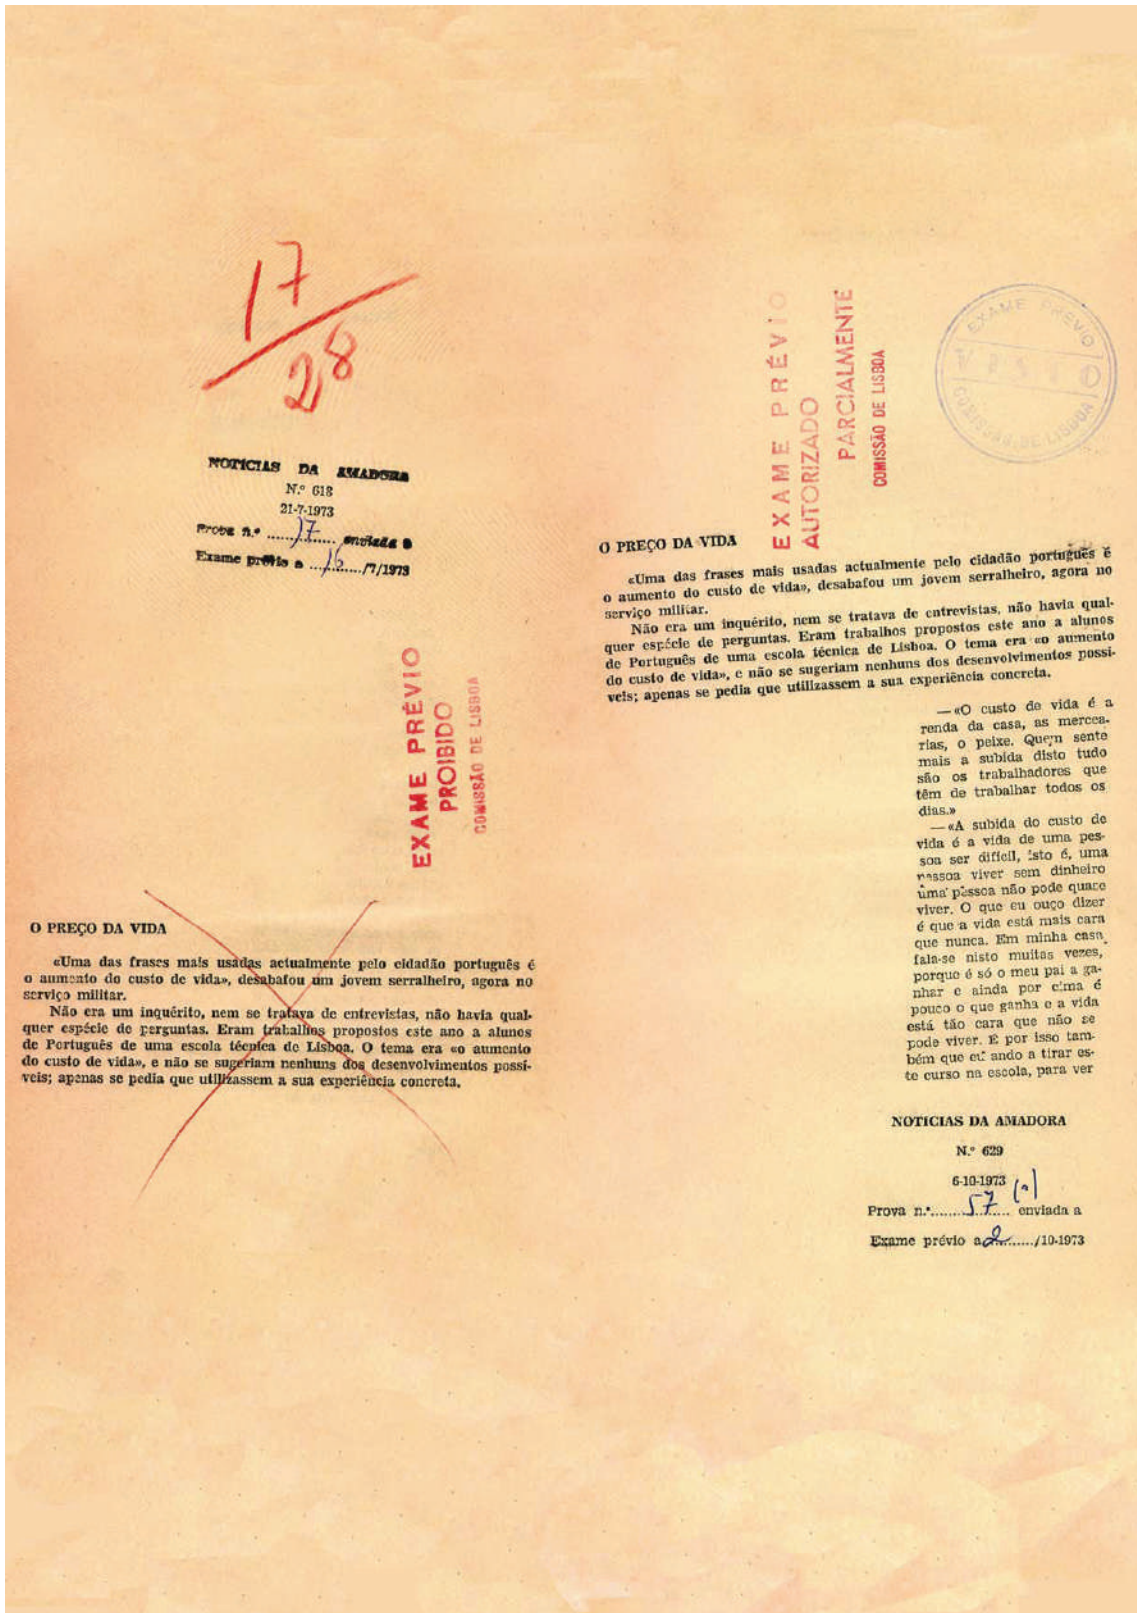 17
28
NOTÍCIAS DA AMADORA
N.º 618
21-7-1973
Prova n.º ......17...... enviada a
Exame prévio a ...16....../7/1973
EXAME PRÉVIO
PROIBIDO
COMISSÃO DE LISBOA
O PREÇO DA VIDA
«Uma das frases mais usadas actualmente pelo cidadão português é
o aumento do custo de vida», desabafou um jovem serralheiro, agora no
serviço militar.
Não era um inquérito, nem se tratava de entrevistas, não havia qual-
quer espécie de perguntas. Eram trabalhos propostos este ano a alunos
de Português de uma escola técnica de Lisboa. O tema era «o aumento
do custo de vida», e não se sugeriam nenhuns dos desenvolvimentos possí-
veis; apenas se pedia que utilizassem a sua experiência concreta.
EXAME PRÉVIO
AUTORIZADO
PARCIALMENTE
COMISSÃO DE LISBOA
EXAME PREVIO
COMISSÃO DE LISBOA
O PREÇO DA VIDA
«Uma das frases mais usadas actualmente pelo cidadão português é
o aumento do custo de vida», desabafou um jovem serralheiro, agora no
serviço militar.
Não era um inquérito, nem se tratava de entrevistas, não havia qual-
quer espécie de perguntas. Eram trabalhos propostos este ano a alunos
de Português de uma escola técnica de Lisboa. O tema era «o aumento
do custo de vida», e não se sugeriam nenhuns dos desenvolvimentos possí-
veis; apenas se pedia que utilizassem a sua experiência concreta.
—«O custo de vida é a
renda da casa, as mercea-
rias, o peixe. Quem sente
mais a subida disto tudo
são os trabalhadores que
têm de trabalhar todos os
dias.»
—«A subida do custo de
vida é a vida de uma pes-
soa ser difícil, isto é, uma
pessoa viver sem dinheiro
uma pessoa não pode quase
viver. O que eu ouço dizer
é que a vida está mais cara
que nunca. Em minha casa
fala-se nisto muitas vezes,
porque é só o meu pai a ga-
nhar e ainda por cima é
pouco o que ganha e a vida
está tão cara que não se
pode viver. E por isso tam-
bém que eu ando a tirar es-
te curso na escola, para ver
NOTÍCIAS DA AMADORA
N.º 629
6-10-1973
Prova n.º........57...... enviada a
Exame prévio a 2......./10-1973